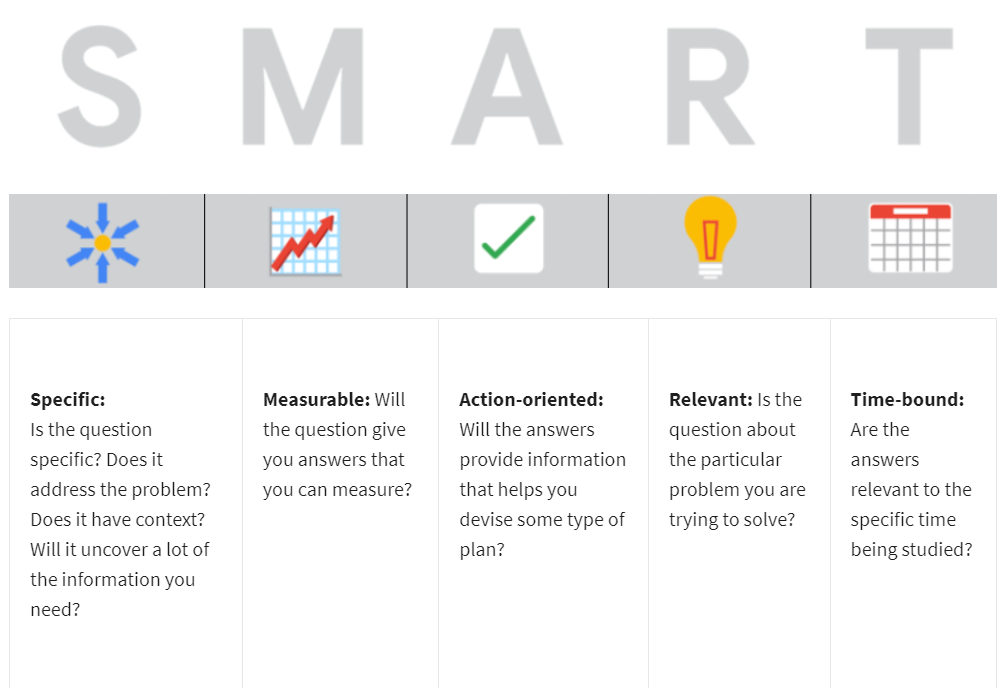 S M A R T
Specific:
Is the question
specific? Does it
address the problem?
Does it have context?
Will it uncover a lot of
the information you
need?
Measurable: Will
the question give
you answers that
you can measure?
Action-oriented:
Will the answers
provide information
that helps you
devise some type of
plan?
Relevant: Is the
question about
the particular
problem you are
trying to solve?
Time-bound:
Are the
answers
relevant to the
specific time
being studied?